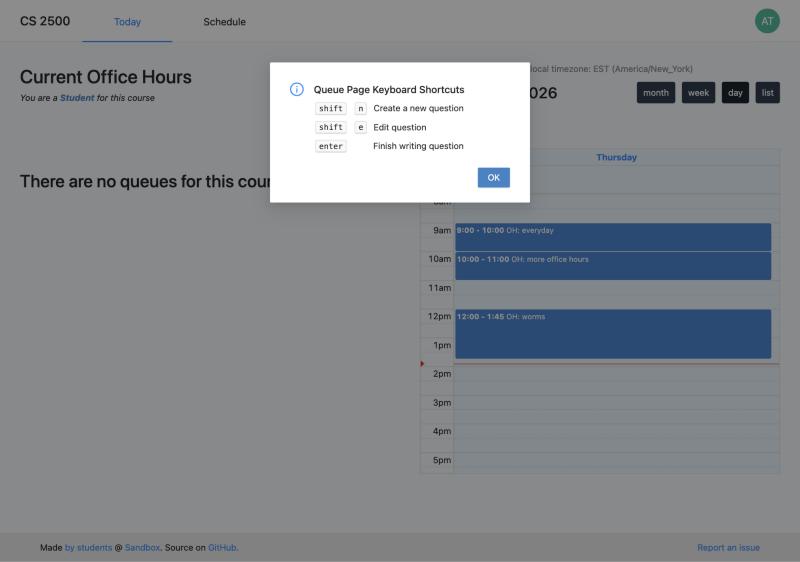 CS 2500
Today
Schedule
AT
Current Office Hours
You are a Student for this course
local timezone: EST (America/New_York)
026
month
week
day
list
Queue Page Keyboard Shortcuts
shift n Create a new question
shift e Edit question
enter Finish writing question
OK
There are no queues for this cour
Thursday
9am
9:00 - 10:00 OH: everyday
10am
10:00 - 11:00 OH: more office hours
11am
12pm
12:00 - 1:45 OH: worms
1pm
2pm
3pm
4pm
5pm
Made by students @ Sandbox. Source on GitHub.
Report an issue